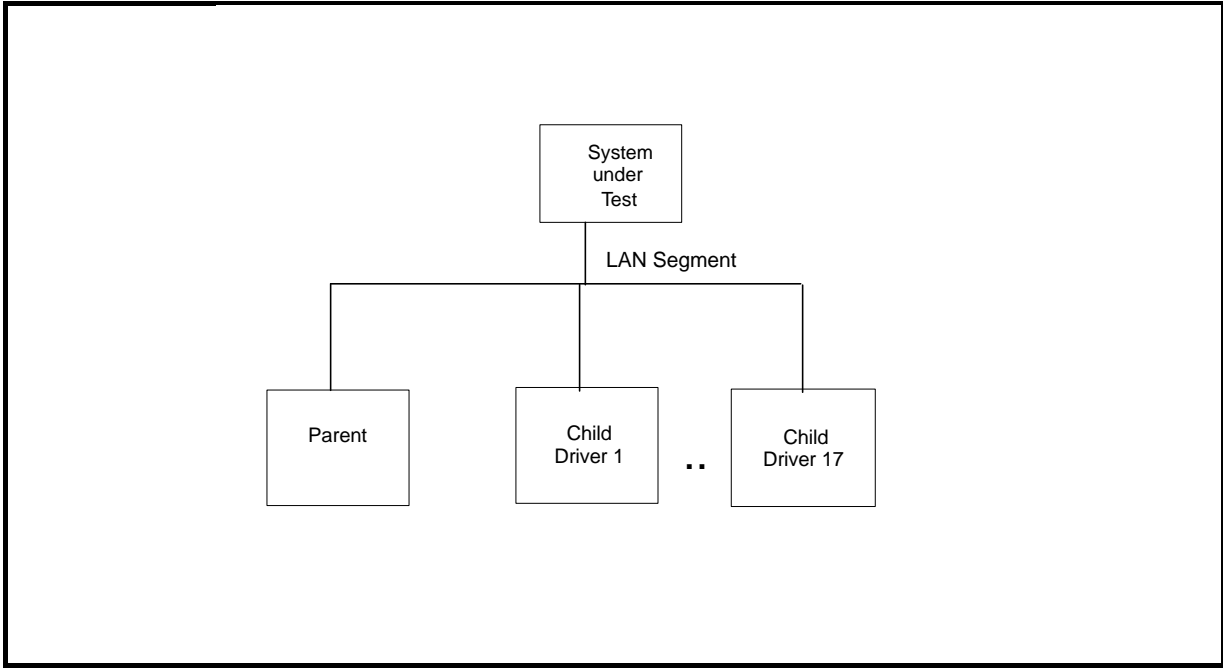 System
under
Test
LAN Segment
Parent
Child
Driver 1
..
Child
Driver 17